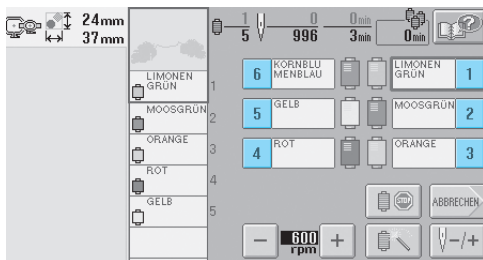 24mm
37mm
1
5
0
996
0min
3min
0min
LIMONEN
GRÜN
1
MOOSGRÜN
2
ORANGE
3
ROT
4
GELB
5
6
KORNBLU
MENBLAU
LIMONEN
GRÜN
1
5
GELB
MOOSGRÜN
2
4
ROT
ORANGE
3
STOP
ABBRECHEN
−
600
rpm
+
−/+